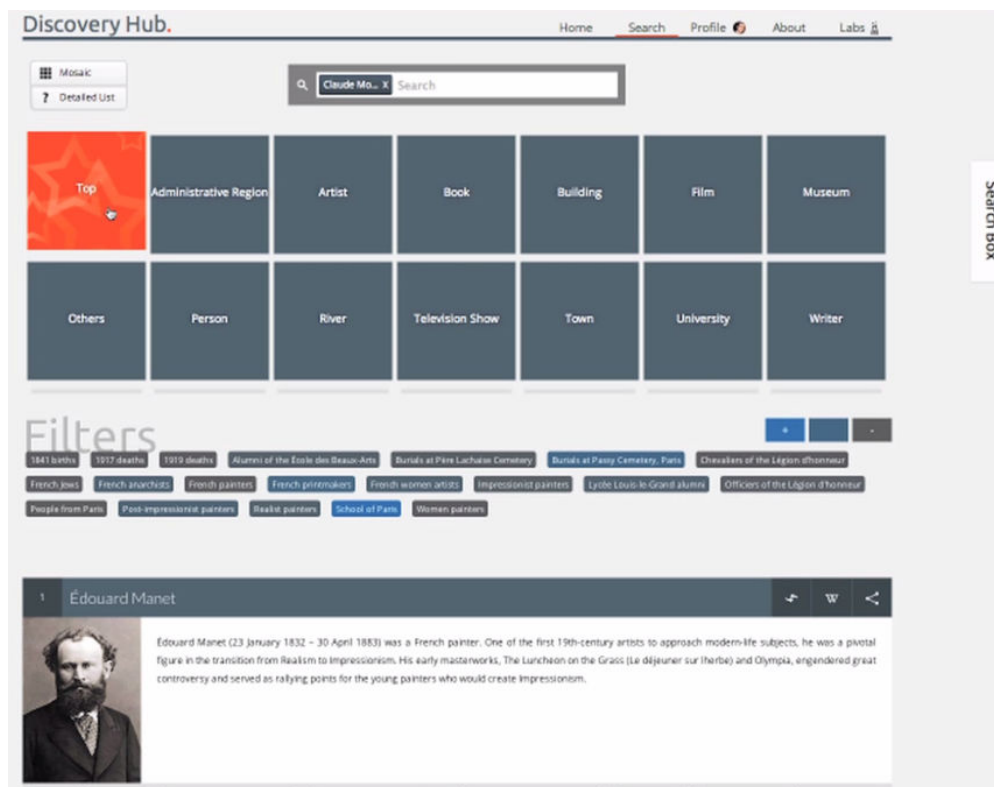 Discovery Hub.
Home Search Profile About Labs
Mosaic
? Detailed List
Claude Mo... X Search
Top Administrative Region Artist Book Building Film Museum
Search Box
Others Person River Television Show Town University Writer
Filters
+ -
1841 births 1917 deaths 1919 deaths Alumni of the École des Beaux-Arts Burials at Père Lachaise Cemetery Burials at Passy Cemetery, Paris Chevaliers of the Légion d'honneur
French Jews French anarchists French painters French printmakers French women artists Impressionist painters Lycée Louis-le-Grand alumni Officiers of the Légion d'honneur
People from Paris Post-impressionist painters Realist painters School of Paris Women painters
1 Édouard Manet W
Édouard Manet (23 January 1832 – 30 April 1883) was a French painter. One of the first 19th-century artists to approach modern-life subjects, he was a pivotal
figure in the transition from Realism to Impressionism. His early masterworks, The Luncheon on the Grass (Le déjeuner sur lherbe) and Olympia, engendered great
controversy and served as rallying points for the young painters who would create Impressionism.